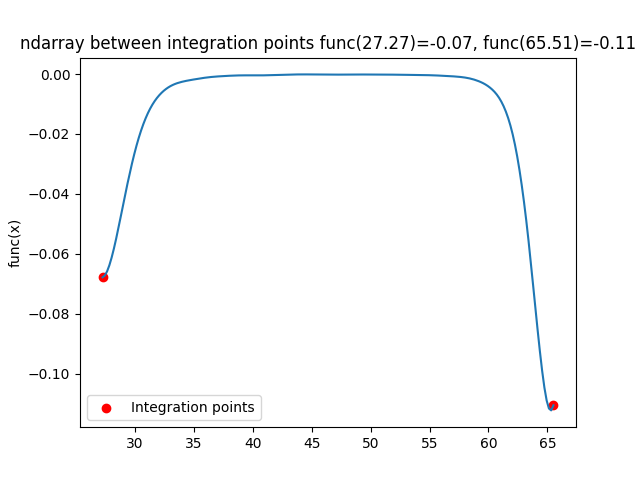 ndarray between integration points func(27.27)=-0.07, func(65.51)=-0.11
0.00
−0.02
−0.04
−0.06
−0.08
−0.10
func(x)
Integration points
30 35 40 45 50 55 60 65